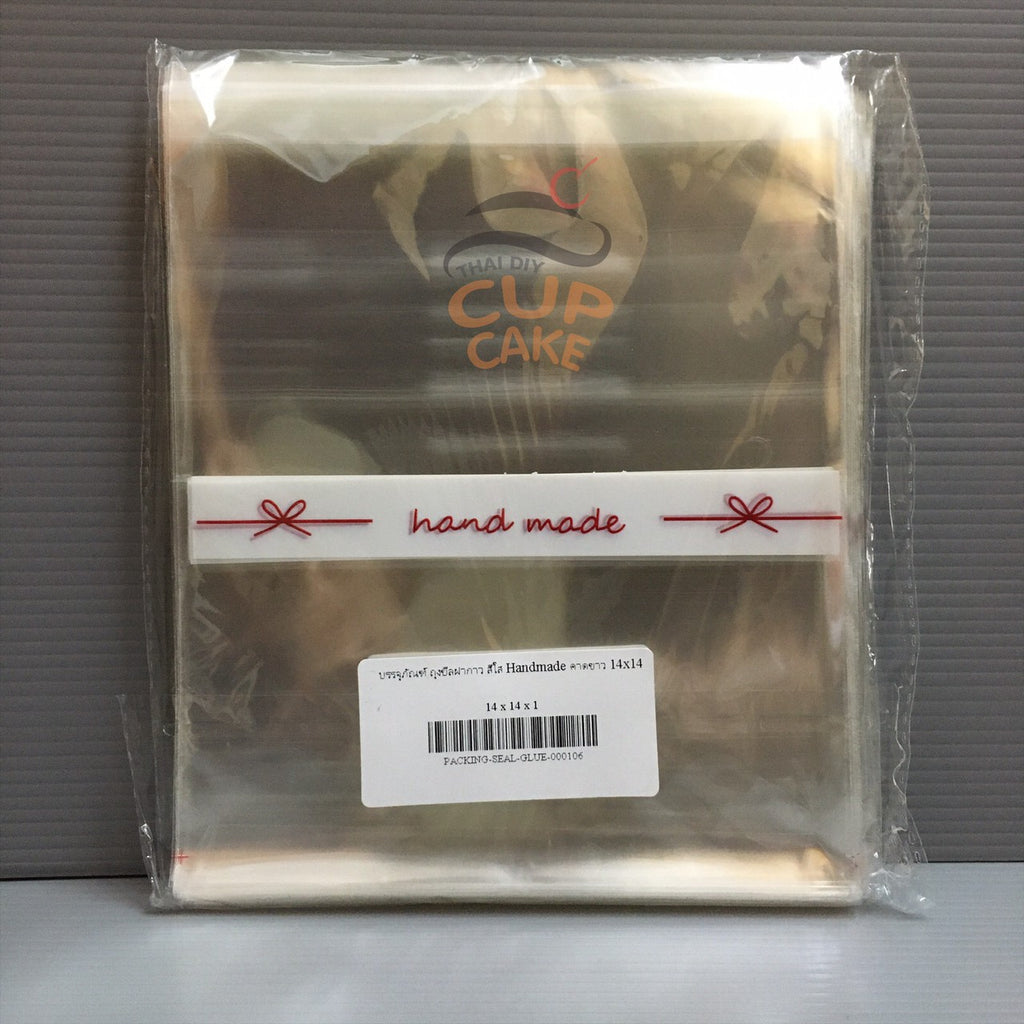 THAI DIY
CUP
CAKE
hand made
บรรจุภัณฑ์ ถุงซีลฝากาว สีใส Handmade คาดขาว 14x14
14 x 14 x 1
PACKING-SEAL-GLUE-000106